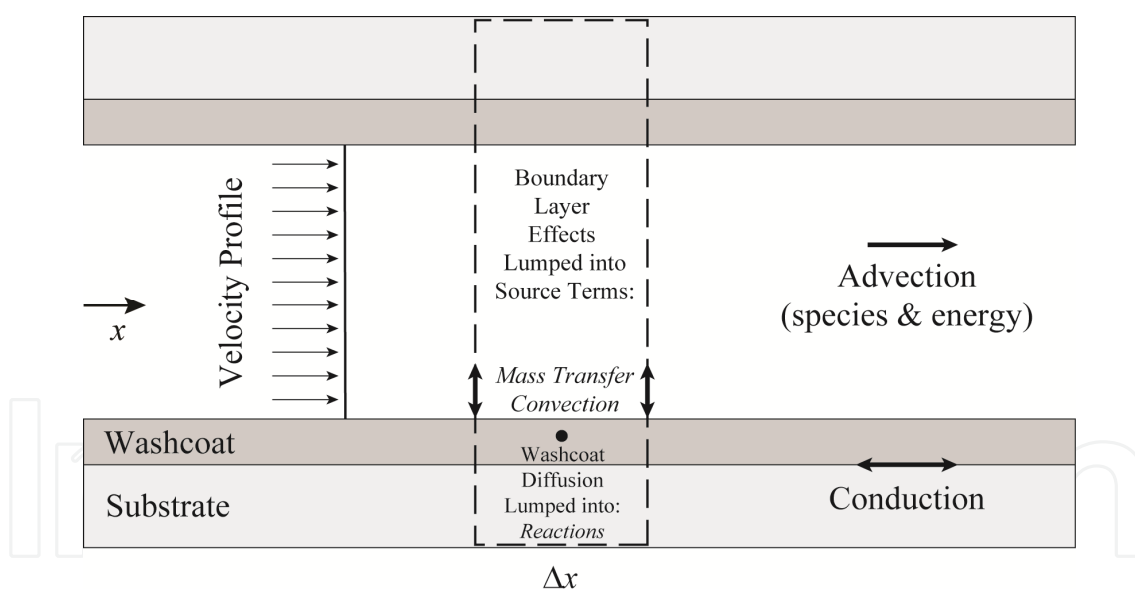 Velocity Profile
x
Boundary
Layer
Effects
Lumped into
Source Terms:
Mass Transfer
Convection
Advection
(species & energy)
Washcoat
Substrate
Washcoat
Diffusion
Lumped into:
Reactions
Conduction
Δx